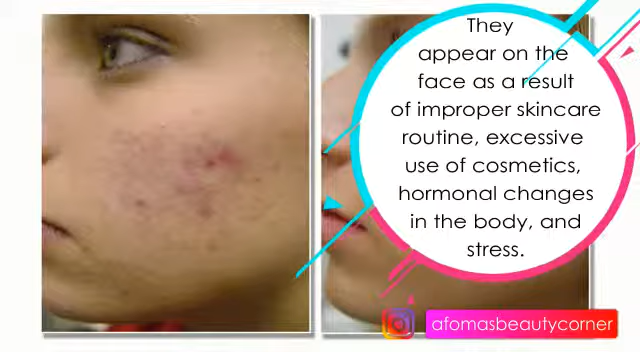 They
appear on the
face as a result
of improper skincare
routine, excessive
use of cosmetics,
hormonal changes
in the body, and
stress.
afomasbeautycorner